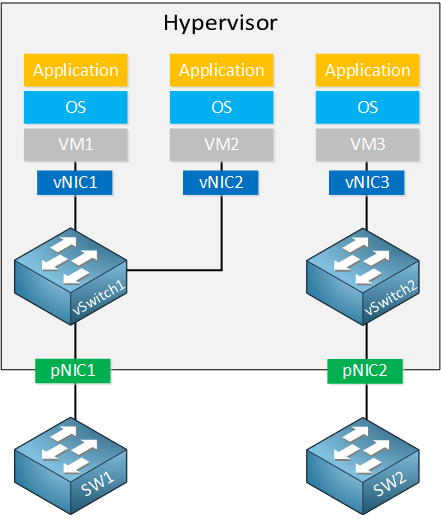 Hypervisor
Application Application Application
OS OS OS
VM1 VM2 VM3
vNIC1 vNIC2 vNIC3
vSwitch1 vSwitch2
pNIC1 pNIC2
SW1 SW2